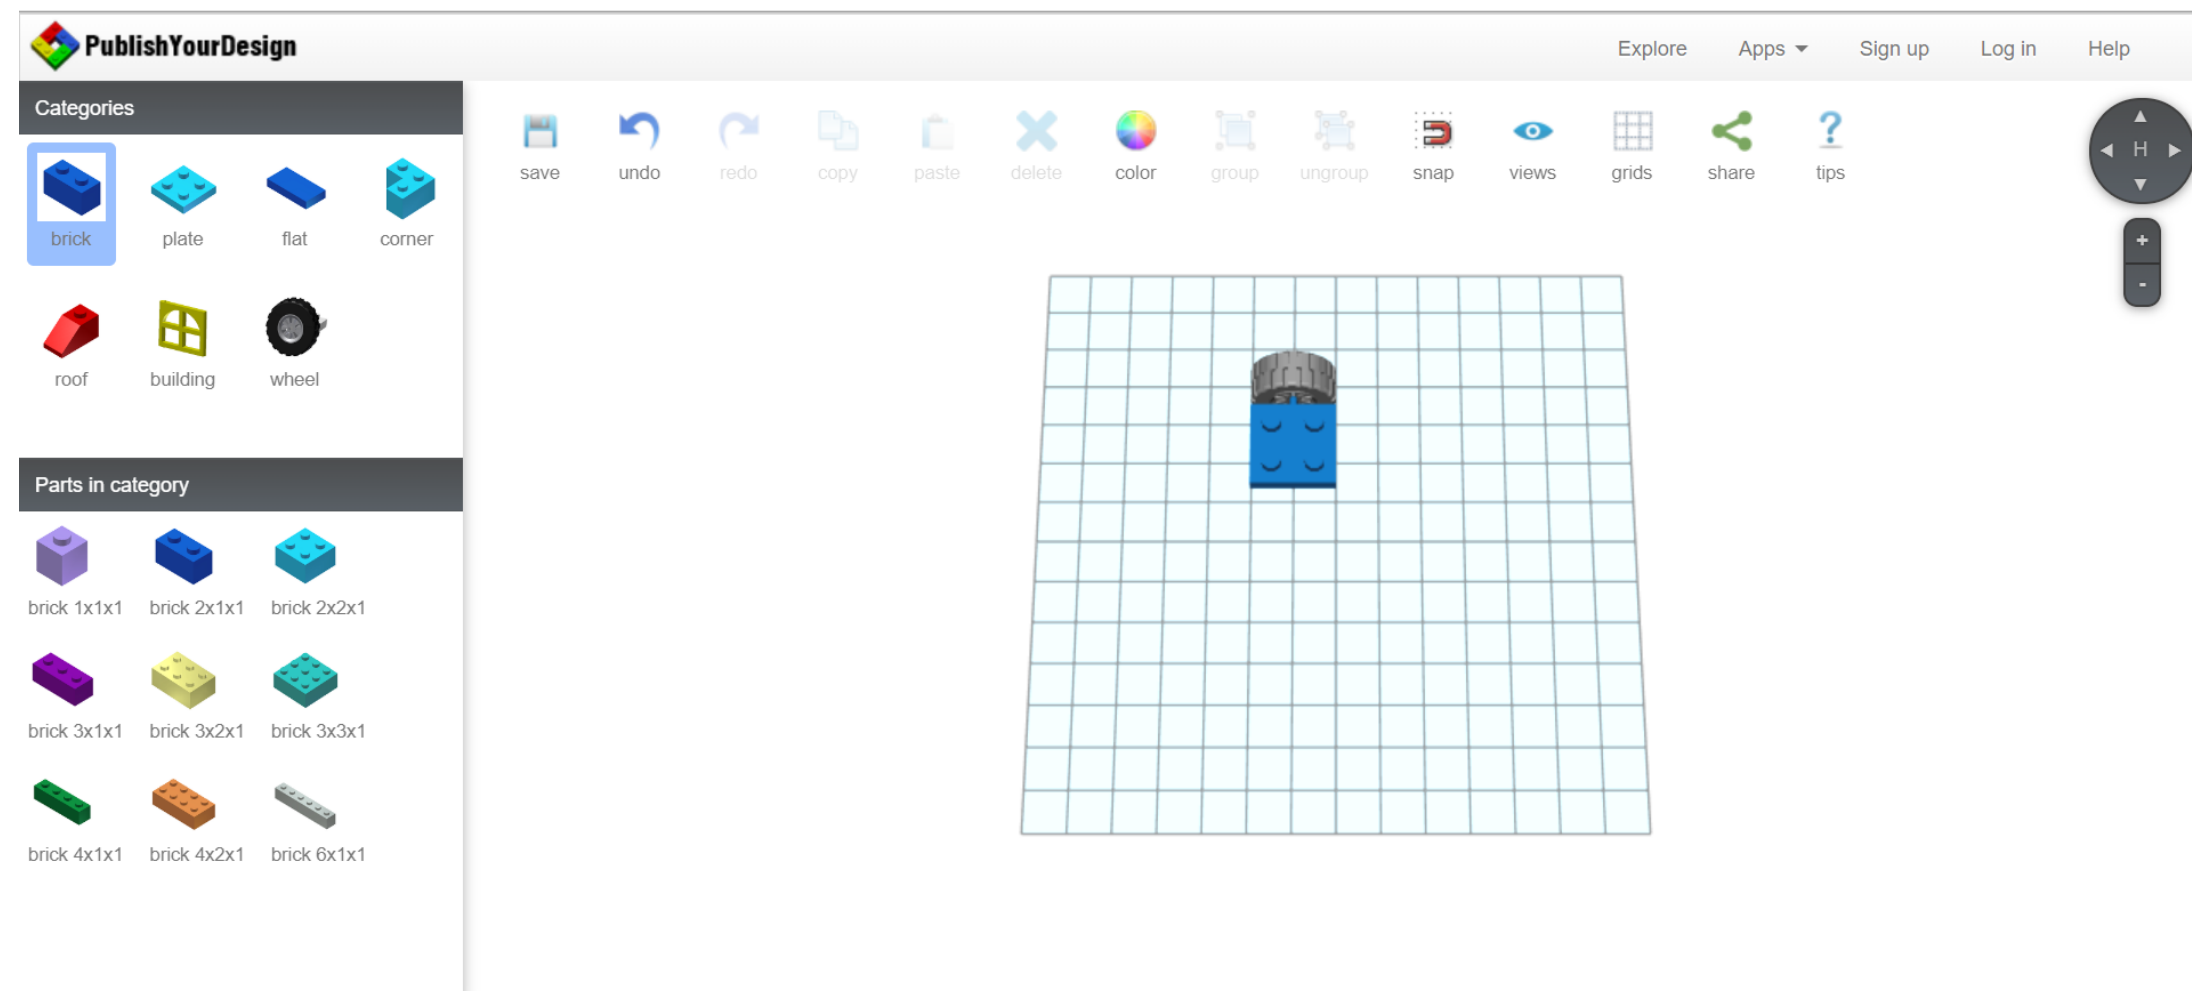 PublishYourDesign
Explore Apps Sign up Log in Help
Categories
brick plate flat corner
roof building wheel
Parts in category
brick 1x1x1 brick 2x1x1 brick 2x2x1
brick 3x1x1 brick 3x2x1 brick 3x3x1
brick 4x1x1 brick 4x2x1 brick 6x1x1
save undo redo copy paste delete color group ungroup snap views grids share tips
H
+
-